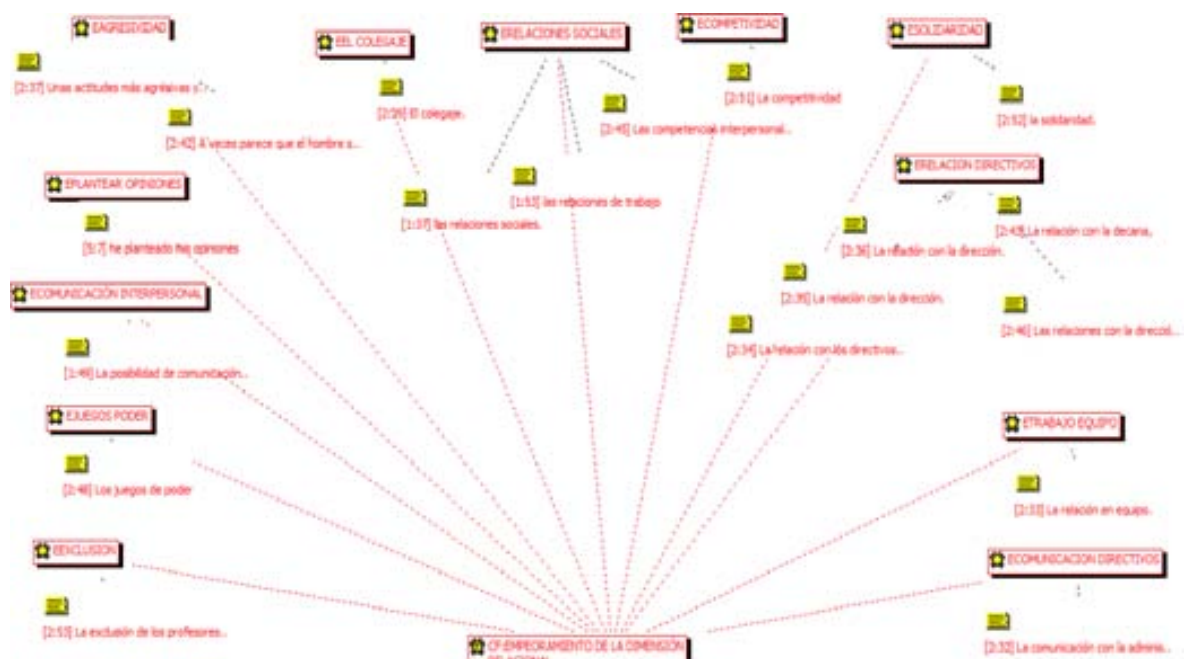 EAGRESIVIDAD
EEL COLEGAJE
ERELACIONES SOCIALES
ECOMPETIVIDAD
ESOLIDARIDAD
[2:37] Unas actitudes más agresivas
[2:42] A veces parece que el hombre
[2:39] El colegaje.
[2:45] Las competencias interpersonal..
[2:51] La competitividad
[2:52] la solidaridad.
EPLANTEAR OPINIONES
ERELACION DIRECTIVOS
[5:7] he planteado mis opiniones
[1:37] las relaciones sociales.
[1:53] las relaciones de trabajo
[2:36] La relación con la dirección.
[2:43] La relación con la decana,
ECOMUNICACIÓN INTERPERSONAL
[2:35] La relación con la dirección.
[2:46] Las relaciones con la direcció...
[1:49] La posibilidad de comunicación..
[2:34] La relación con los directivos..
EJUEGOS PODER
ETRABAJO EQUIPO
[2:48] Los juegos de poder
[2:33] La relación en equipo.
EEXCLUSION
ECOMUNICACION DIRECTIVOS
[2:53] La exclusión de los profesores..
[2:32] La comunicación con la adminis..
CF:EMPEORAMIENTO DE LA DIMENSIÓN